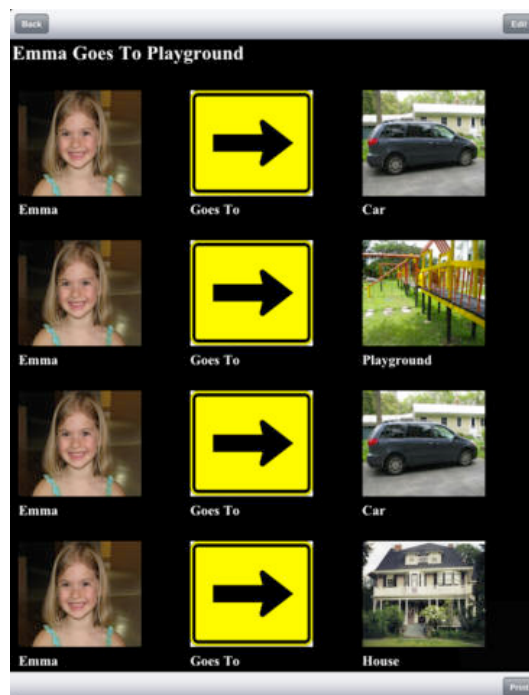 Back Edit
Emma Goes To Playground
Emma Goes To Car
Emma Goes To Playground
Emma Goes To Car
Emma Goes To House
Print